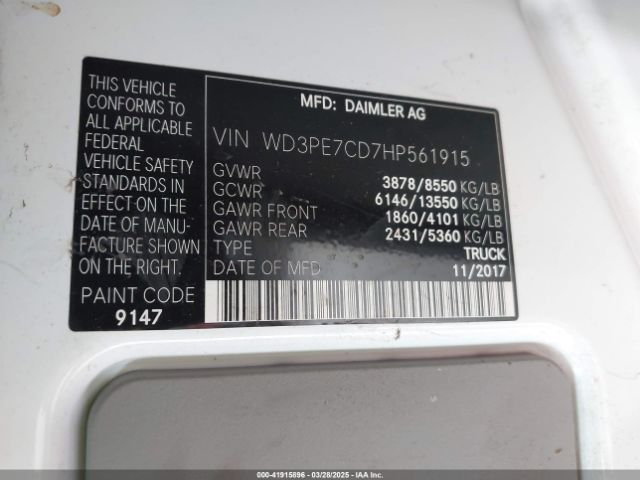 THIS VEHICLE
CONFORMS TO
ALL APPLICABLE
FEDERAL
VEHICLE SAFETY
STANDARDS IN
EFFECT ON THE
DATE OF MANU-
FACTURE SHOWN
ON THE RIGHT.
PAINT CODE
9147
MFD: DAIMLER AG
VIN WD3PE7CD7HP561915
GVWR 3878/8550 KG/LB
GCWR 6146/13550 KG/LB
GAWR FRONT 1860/4101 KG/LB
GAWR REAR 2431/5360 KG/LB
TYPE TRUCK
DATE OF MFD 11/2017
000-41915896 - 03/28/2025 - IAAI.COM